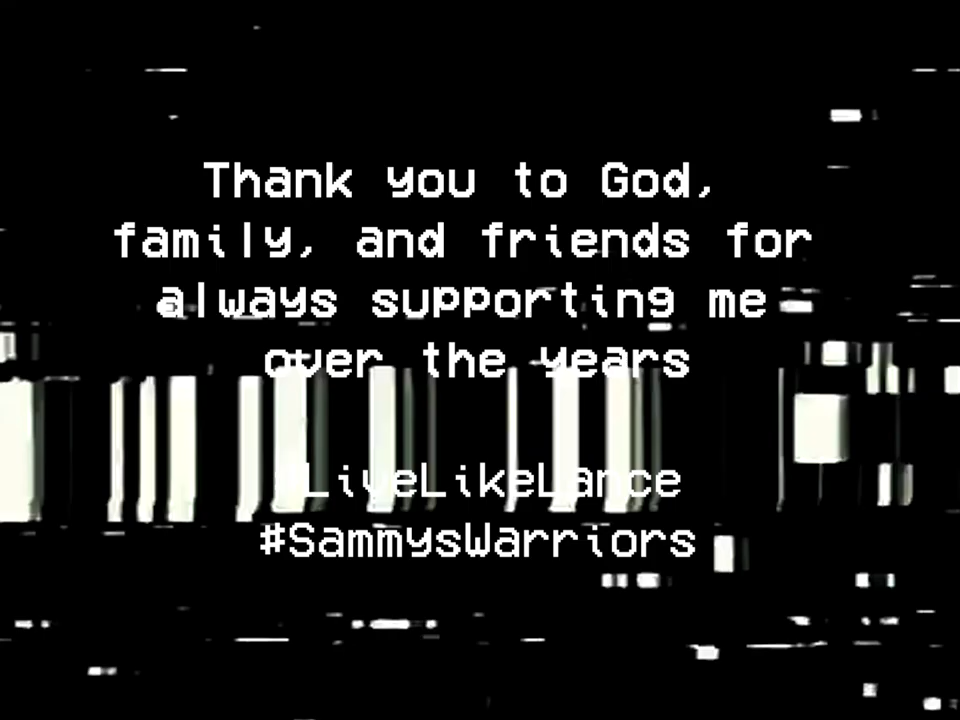 Thank you to God,
family, and friends for
always supporting me
over the years
#LiveLikeLance
#SammysWarriors